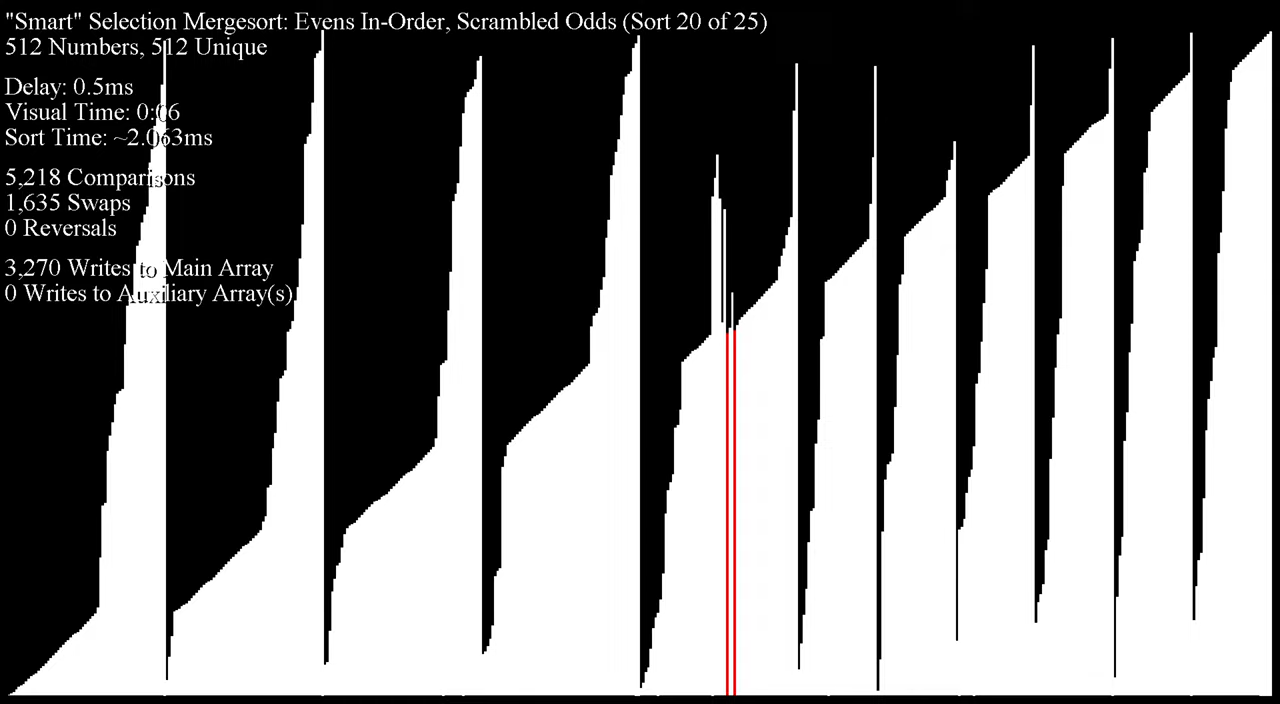 "Smart" Selection Mergesort: Evens In-Order, Scrambled Odds (Sort 20 of 25)
512 Numbers, 512 Unique
Delay: 0.5ms
Visual Time: 0:06
Sort Time: ~2.063ms
5,218 Comparisons
1,635 Swaps
0 Reversals
3,270 Writes to Main Array
0 Writes to Auxiliary Array(s)